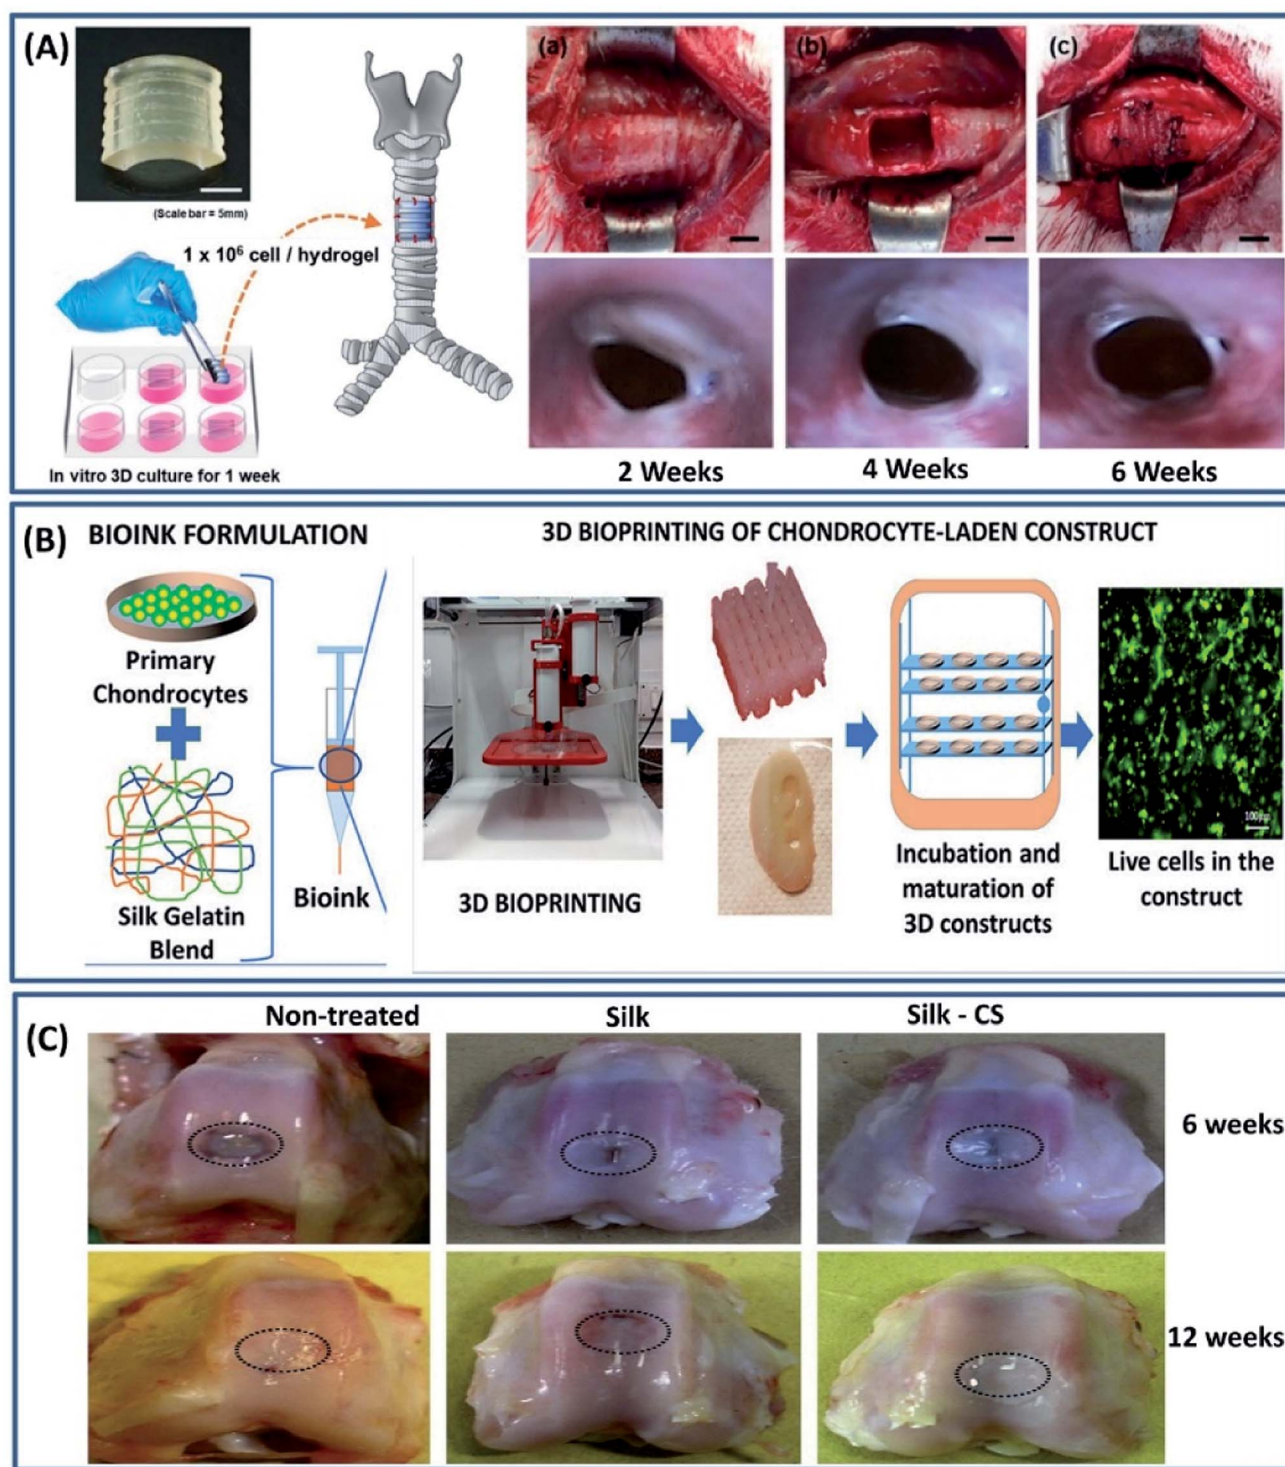 (A)
(Scale bar = 5mm)
1 x 10⁶ cell / hydrogel
In vitro 3D culture for 1 week
(a)
(b)
(c)
2 Weeks
4 Weeks
6 Weeks
(B)
BIOINK FORMULATION
Primary
Chondrocytes
Silk Gelatin
Blend
Bioink
3D BIOPRINTING OF CHONDROCYTE-LADEN CONSTRUCT
3D BIOPRINTING
Incubation and
maturation of
3D constructs
Live cells in the
construct
(C)
Non-treated
Silk
Silk - CS
6 weeks
12 weeks